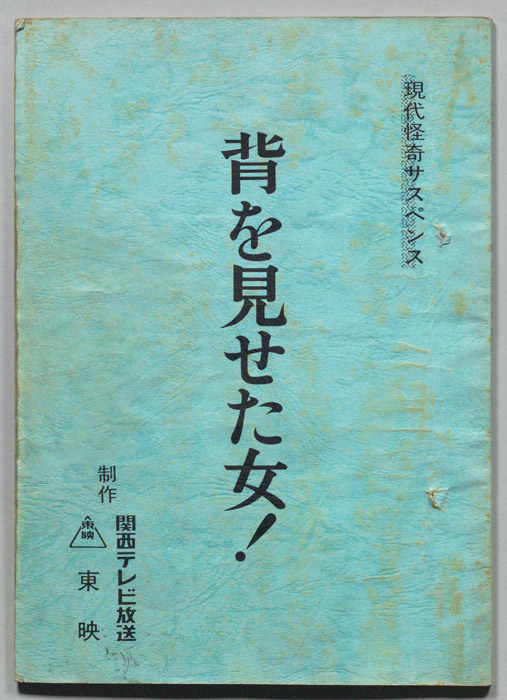 現代怪奇サスペンス
背を見せた女!
制作
関西テレビ放送
東映
東映